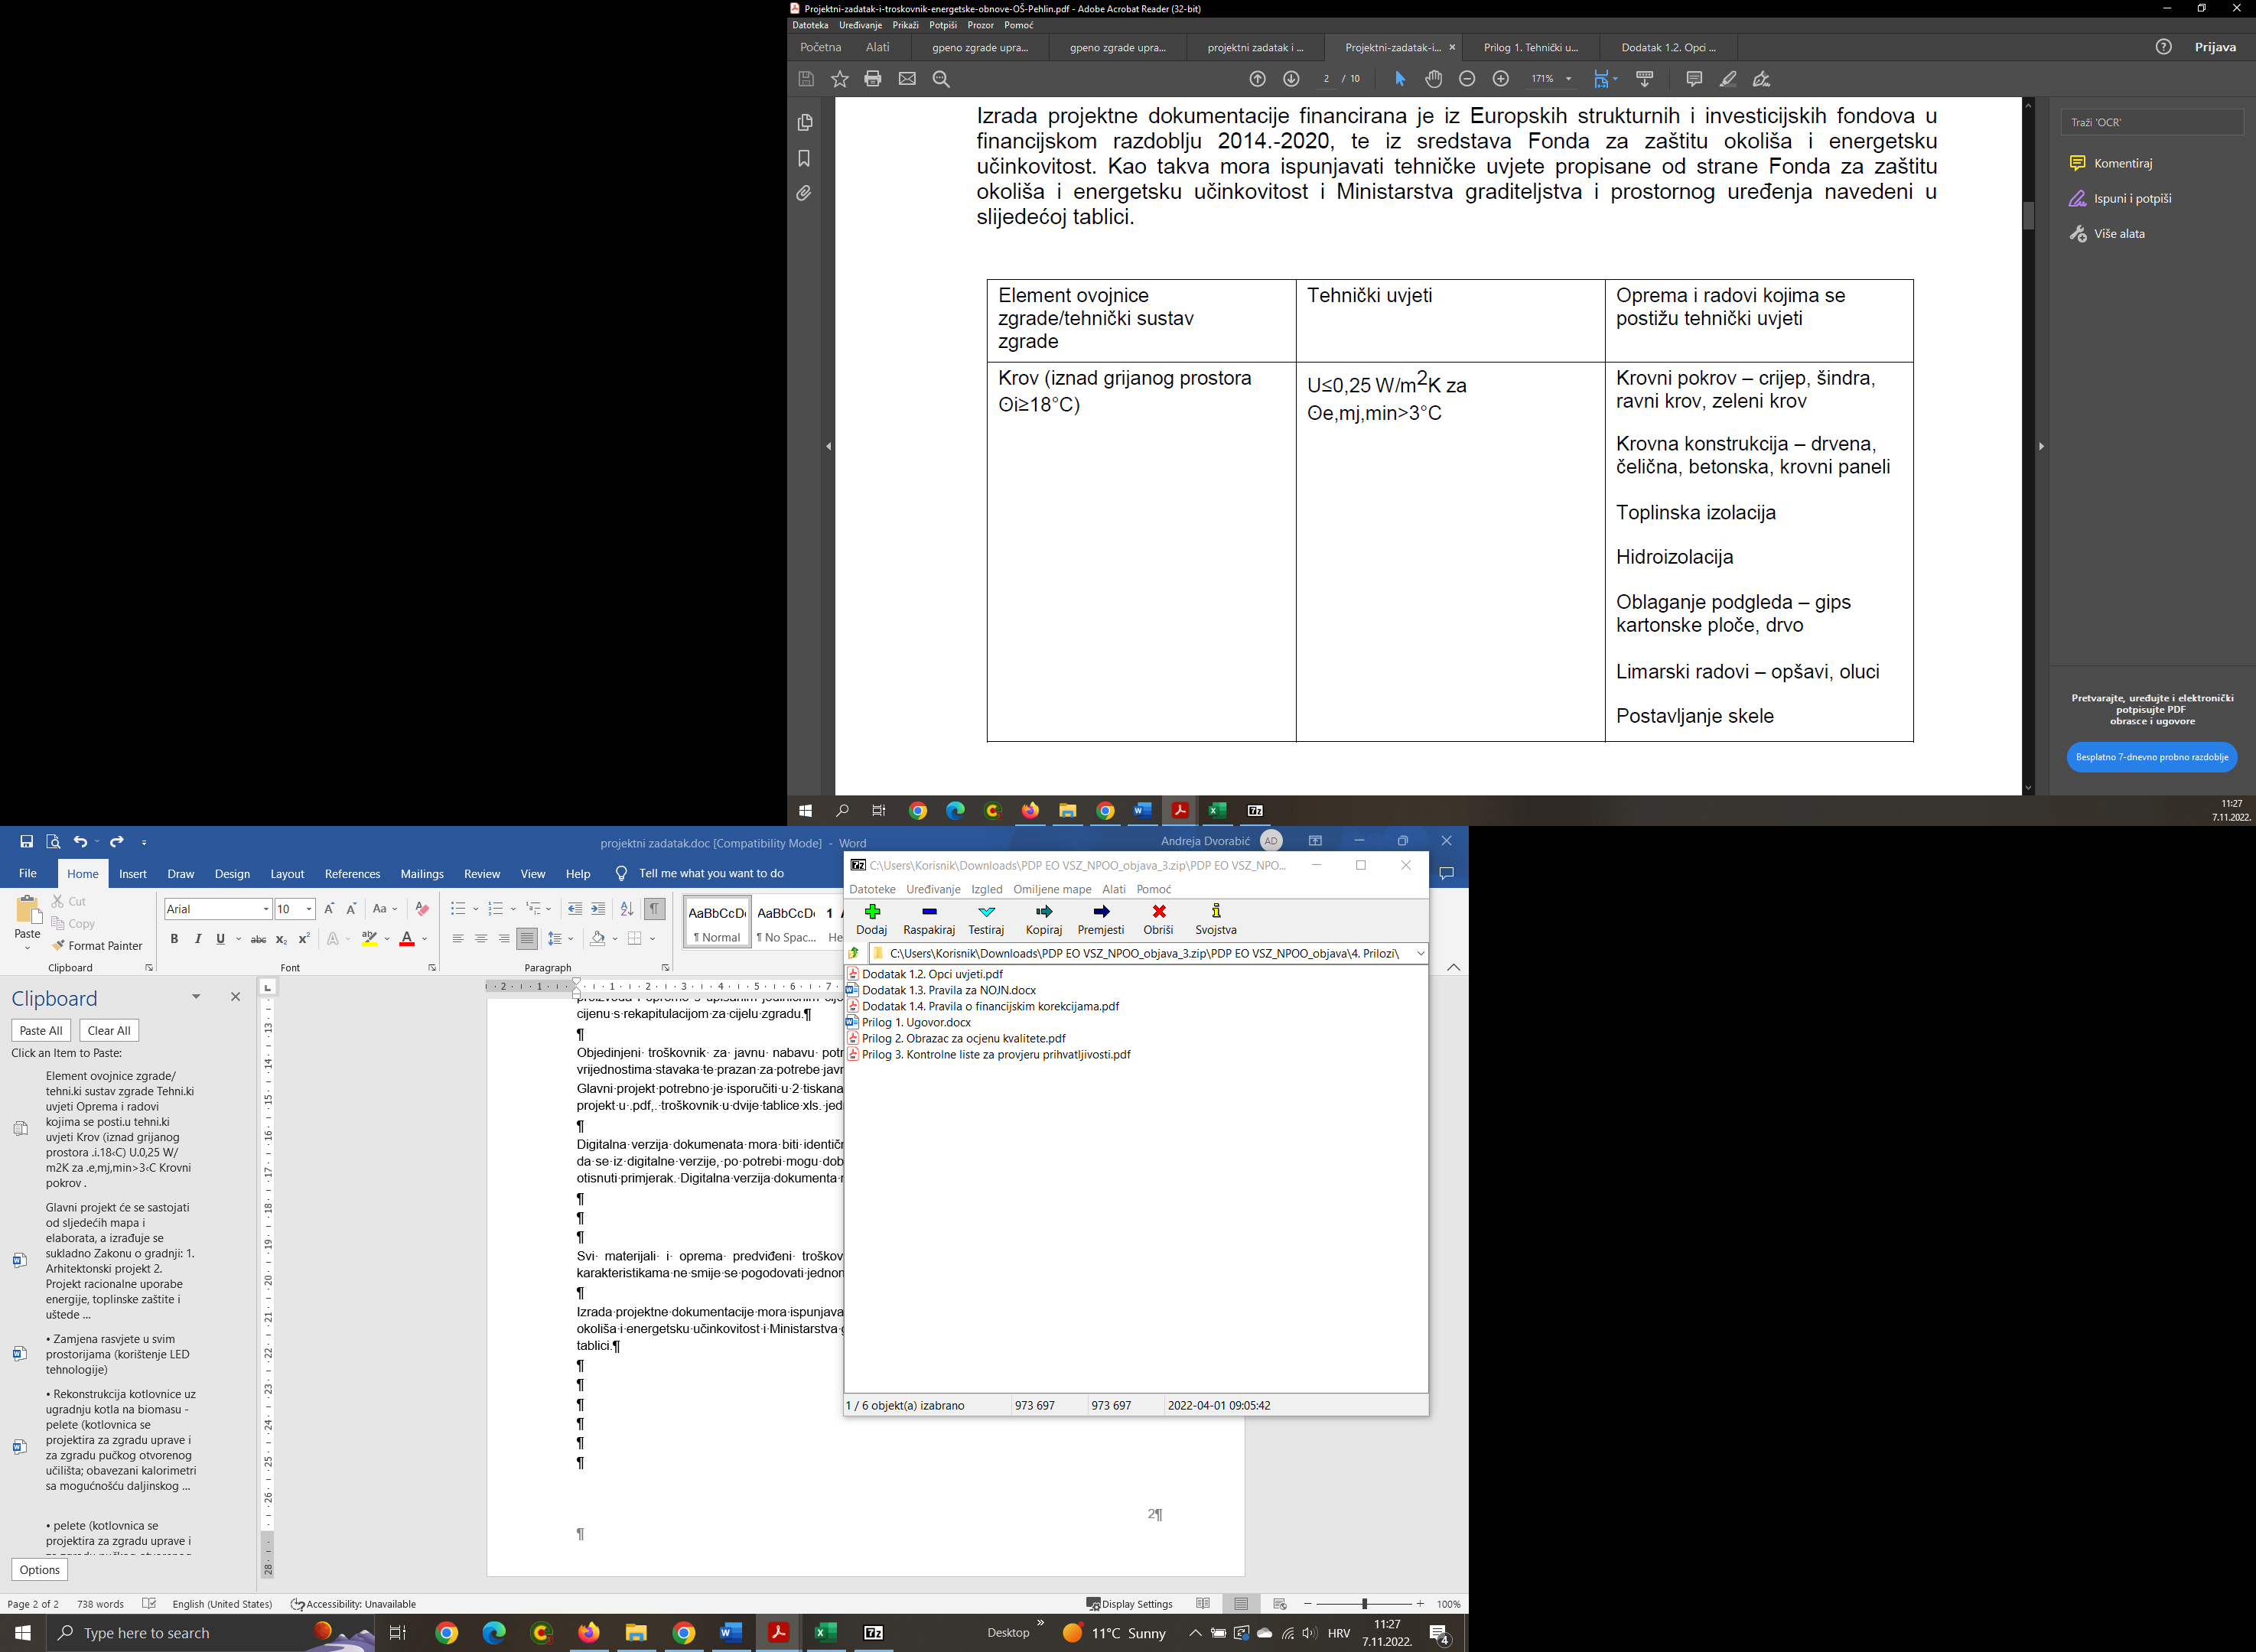 Projektni-zadatak-i-troskovnik-energetske-obnove-OŠ-Pehlin.pdf - Adobe Acrobat Reader (32-bit)
Datoteka Uređivanje Prikaži Potpiši Prozor Pomoć
Početna Alati gpeno zgrade upra... gpeno zgrade upra... projektni zadatak i ... Projektni-zadatak-i... Prilog 1. Tehnički u... Dodatak 1.2. Opci ... Prijava
2 / 10 171%
Izrada projektne dokumentacije financirana je iz Europskih strukturnih i investicijskih fondova u
financijskom razdoblju 2014.-2020, te iz sredstava Fonda za zaštitu okoliša i energetsku
učinkovitost. Kao takva mora ispunjavati tehničke uvjete propisane od strane Fonda za zaštitu
okoliša i energetsku učinkovitost i Ministarstva graditeljstva i prostornog uređenja navedeni u
slijedećoj tablici.
Element ovojnice
zgrade/tehnički sustav
zgrade
Tehnički uvjeti
Oprema i radovi kojima se
postižu tehnički uvjeti
Krov (iznad grijanog prostora
ʘi≥18°C)
U≤0,25 W/m2K za
ʘe,mj,min>3°C
Krovni pokrov – crijep, šindra,
ravni krov, zeleni krov
Krovna konstrukcija – drvena,
čelična, betonska, krovni paneli
Toplinska izolacija
Hidroizolacija
Oblaganje podgleda – gips
kartonske ploče, drvo
Limarski radovi – opšavi, oluci
Postavljanje skele
Traži 'OCR'
Komentiraj
Ispuni i potpiši
Više alata
Pretvarajte, uređujte i elektronički
potpisujte PDF
obrasce i ugovore
Besplatno 7-dnevno probno razdoblje
11:27
7.11.2022.
projektni zadatak.doc [Compatibility Mode] - Word
Andreja Dvorabić AD
File Home Insert Draw Design Layout References Mailings Review View Help Tell me what you want to do
Paste
Cut
Copy
Format Painter
Clipboard
Arial 10
Font
Paragraph
AaBbCcDı AaBbCcDı 1
¶ Normal ¶ No Spac... He
Clipboard
Paste All Clear All
Click an Item to Paste:
Element ovojnice zgrade/
tehni.ki sustav zgrade Tehni.ki
uvjeti Oprema i radovi
kojima se posti.u tehni.ki
uvjeti Krov (iznad grijanog
prostora .i.18‹C) U.0,25 W/
m2K za .e,mj,min>3‹C Krovni
pokrov .
Glavni projekt će se sastojati
od sljedećih mapa i
elaborata, a izrađuje se
sukladno Zakonu o gradnji: 1.
Arhitektonski projekt 2.
Projekt racionalne uporabe
energije, toplinske zaštite i
uštede ...
• Zamjena rasvjete u svim
prostorijama (korištenje LED
tehnologije)
• Rekonstrukcija kotlovnice uz
ugradnju kotla na biomasu -
pelete (kotlovnica se
projektira za zgradu uprave i
za zgradu pučkog otvorenog
učilišta; obavezani kalorimetri
sa mogućnošću daljinskog ...
• pelete (kotlovnica se
projektira za zgradu uprave i
Options
cijenu s rekapitulacijom za cijelu zgradu.¶
¶
Objedinjeni troškovnik za javnu nabavu potr
vrijednostima stavaka te prazan za potrebe javr
Glavni projekt potrebno je isporučiti u 2 tiskana
projekt u .pdf,. troškovnik u dvije tablice xls. jed
¶
Digitalna verzija dokumenata mora biti identičr
da se iz digitalne verzije, po potrebi mogu dob
otisnuti primjerak. Digitalna verzija dokumenta r
¶
¶
¶
Svi materijali i oprema predviđeni troškov
karakteristikama ne smije se pogodovati jednom
¶
Izrada projektne dokumentacije mora ispunjava
okoliša i energetsku učinkovitost i Ministarstva g
tablici.¶
¶
¶
¶
¶
¶
¶
2¶
¶
C:\Users\Korisnik\Downloads\PDP EO VSZ_NPOO_objava_3.zip\PDP EO VSZ_NPO...
Datoteke Uređivanje Izgled Omiljene mape Alati Pomoć
Dodaj Raspakiraj Testiraj Kopiraj Premjesti Obriši Svojstva
C:\Users\Korisnik\Downloads\PDP EO VSZ_NPOO_objava_3.zip\PDP EO VSZ_NPOO_objava\4. Prilozi\
Dodatak 1.2. Opci uvjeti.pdf
Dodatak 1.3. Pravila za NOJN.docx
Dodatak 1.4. Pravila o financijskim korekcijama.pdf
Prilog 1. Ugovor.docx
Prilog 2. Obrazac za ocjenu kvalitete.pdf
Prilog 3. Kontrolne liste za provjeru prihvatljivosti.pdf
1 / 6 objekt(a) izabrano 973 697 973 697 2022-04-01 09:05:42
Page 2 of 2 738 words English (United States) Accessibility: Unavailable Display Settings 100%
Type here to search
Desktop 11°C Sunny HRV
11:27
7.11.2022.
4